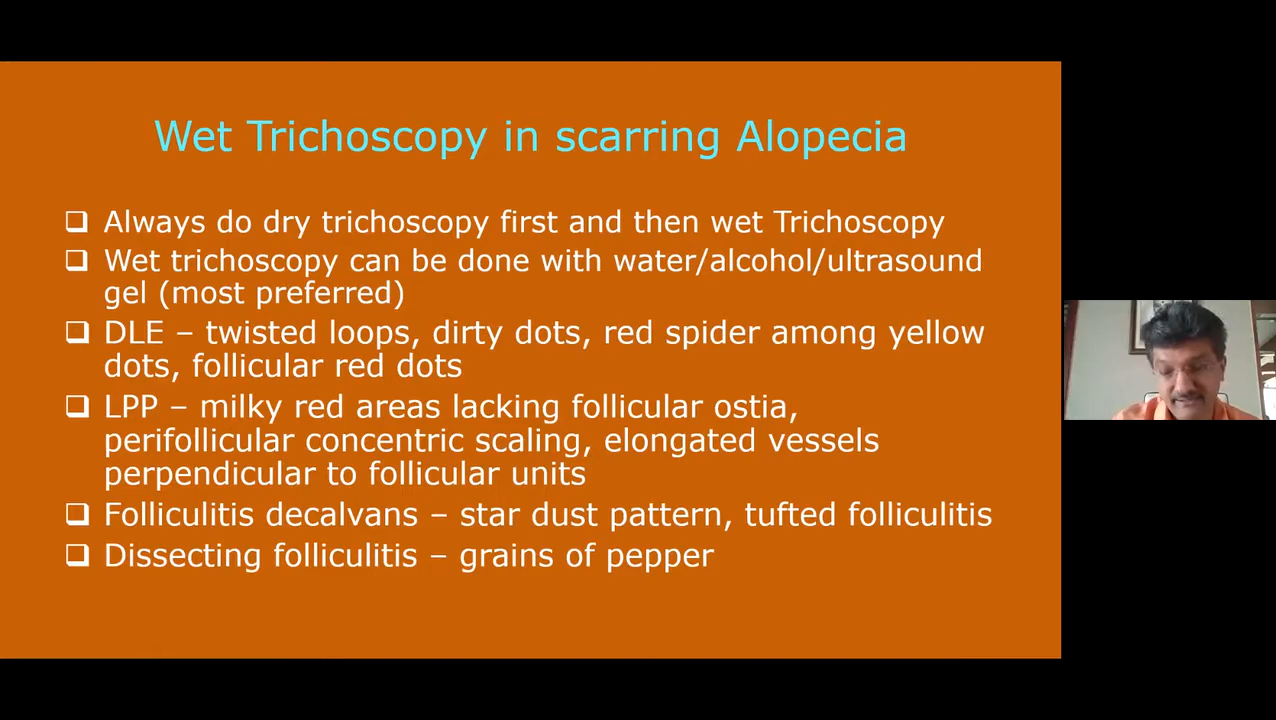 Wet Trichoscopy in scarring Alopecia
Always do dry trichoscopy first and then wet Trichoscopy
Wet trichoscopy can be done with water/alcohol/ultrasound
gel (most preferred)
DLE – twisted loops, dirty dots, red spider among yellow
dots, follicular red dots
LPP – milky red areas lacking follicular ostia,
perifollicular concentric scaling, elongated vessels
perpendicular to follicular units
Folliculitis decalvans – star dust pattern, tufted folliculitis
Dissecting folliculitis – grains of pepper